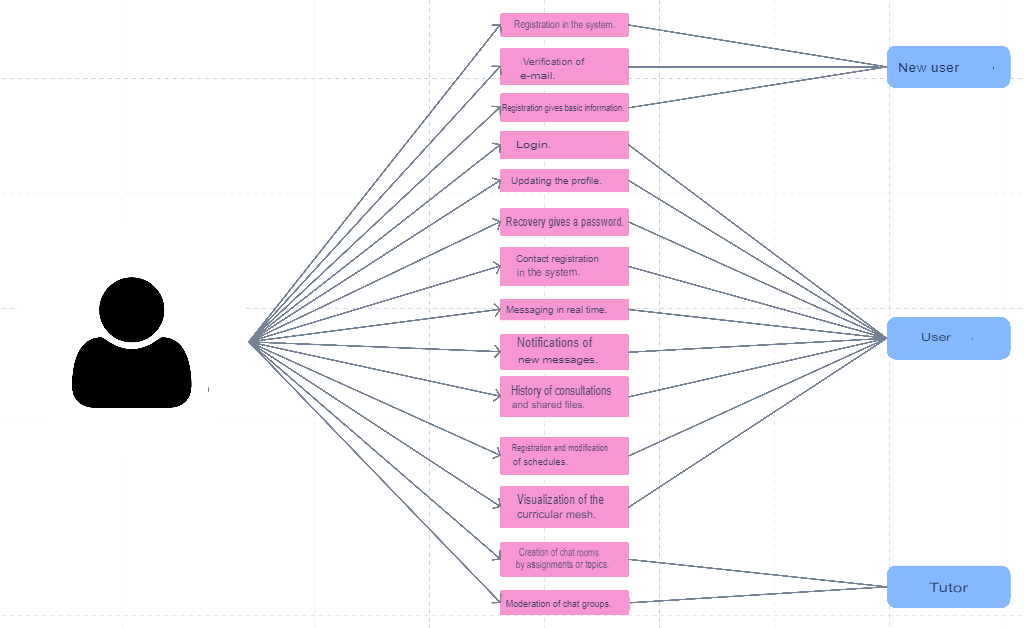 Registration in the system.
Verification of
e-mail.
Registration gives basic information.
Login.
Updating the profile.
Recovery gives a password.
Contact registration
in the system.
Messaging in real time.
Notifications of
new messages.
History of consultations
and shared files.
Registration and modification
of schedules.
Visualization of the
curricular mesh.
Creation of chat rooms
by assignments or topics.
Moderation of chat groups.
New user
User
Tutor